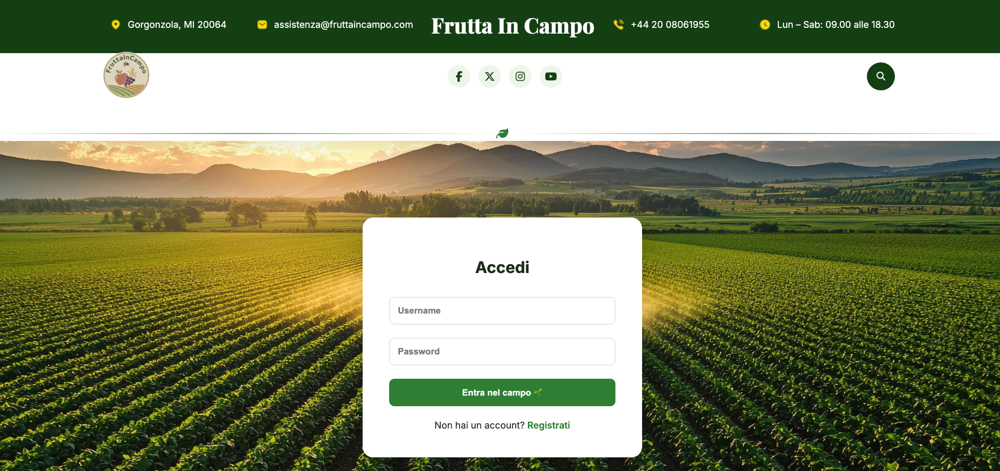 Gorgonzola, MI 20064
assistenza@fruttaincampo.com
Frutta In Campo
+44 20 08061955
Lun – Sab: 09.00 alle 18.30
FruttaInCampo
Accedi
Username
Password
Entra nel campo
Non hai un account? Registrati